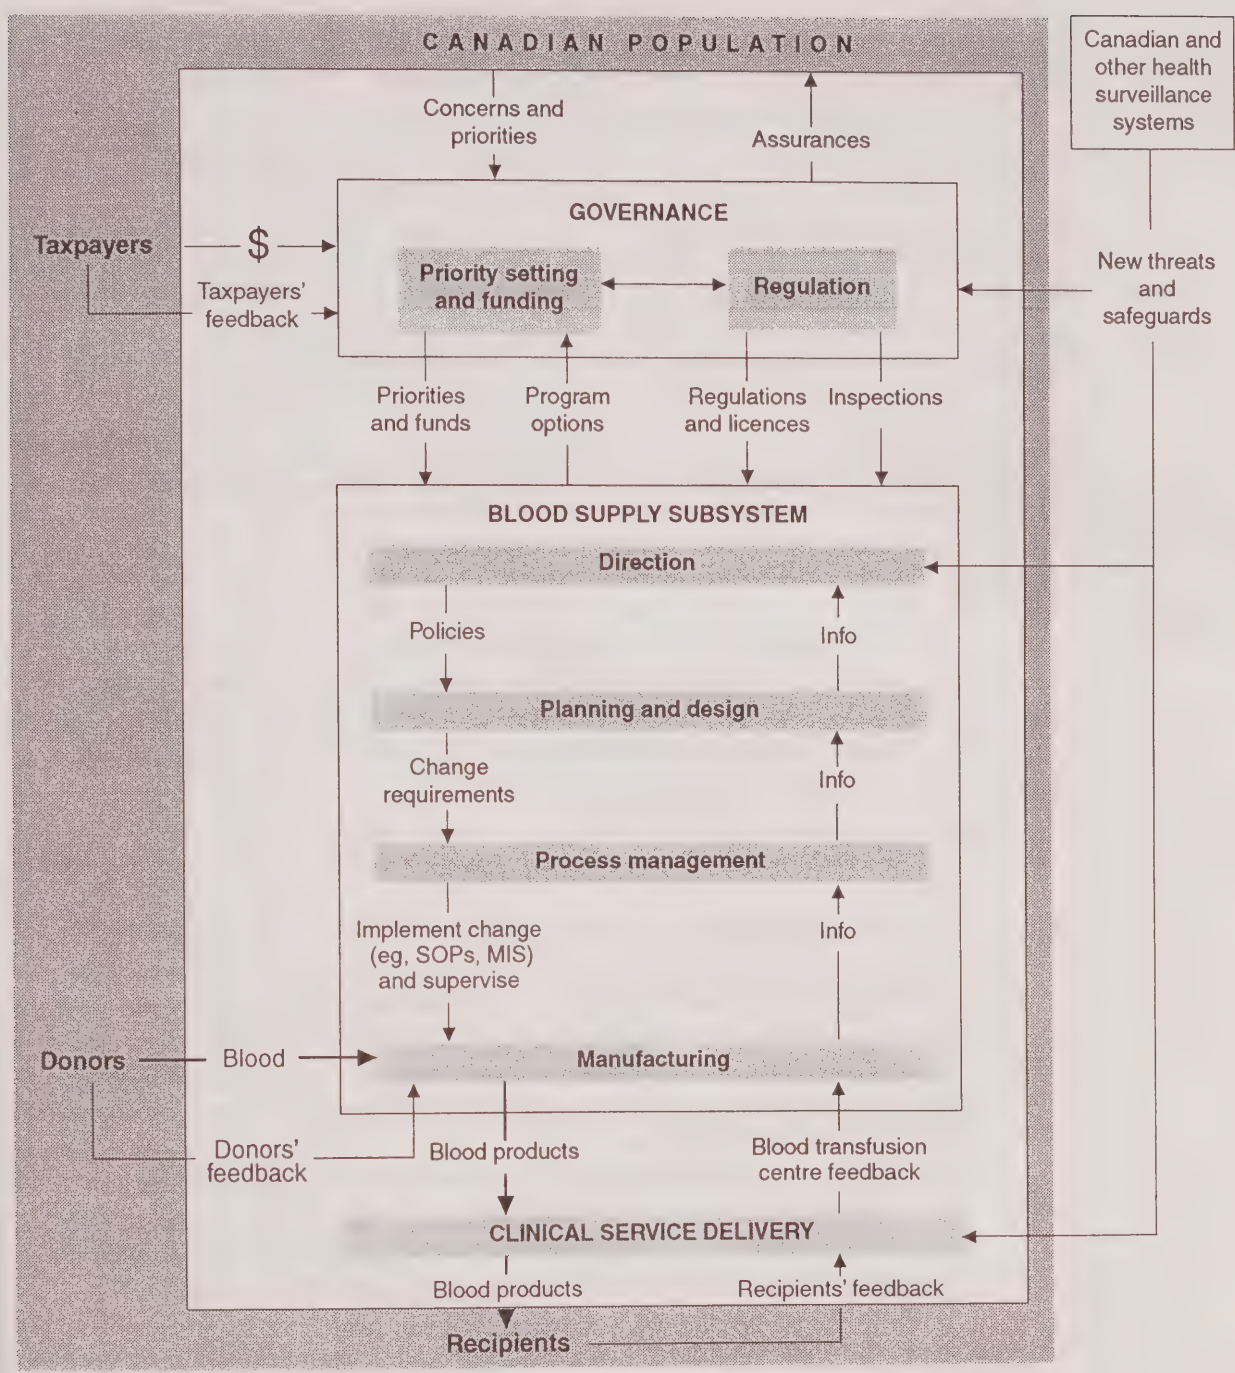 CANADIAN POPULATION
Canadian and
other health
surveillance
systems
Concerns and
priorities
Assurances
GOVERNANCE
Taxpayers
$
Priority setting
and funding
Regulation
New threats
and
safeguards
Taxpayers'
feedback
Priorities
and funds
Program
options
Regulations
and licences
Inspections
BLOOD SUPPLY SUBSYSTEM
Direction
Policies
Info
Planning and design
Change
requirements
Info
Process management
Implement change
(eg, SOPs, MIS)
and supervise
Info
Donors
Blood
Manufacturing
Donors'
feedback
Blood products
Blood transfusion
centre feedback
CLINICAL SERVICE DELIVERY
Blood products
Recipients' feedback
Recipients